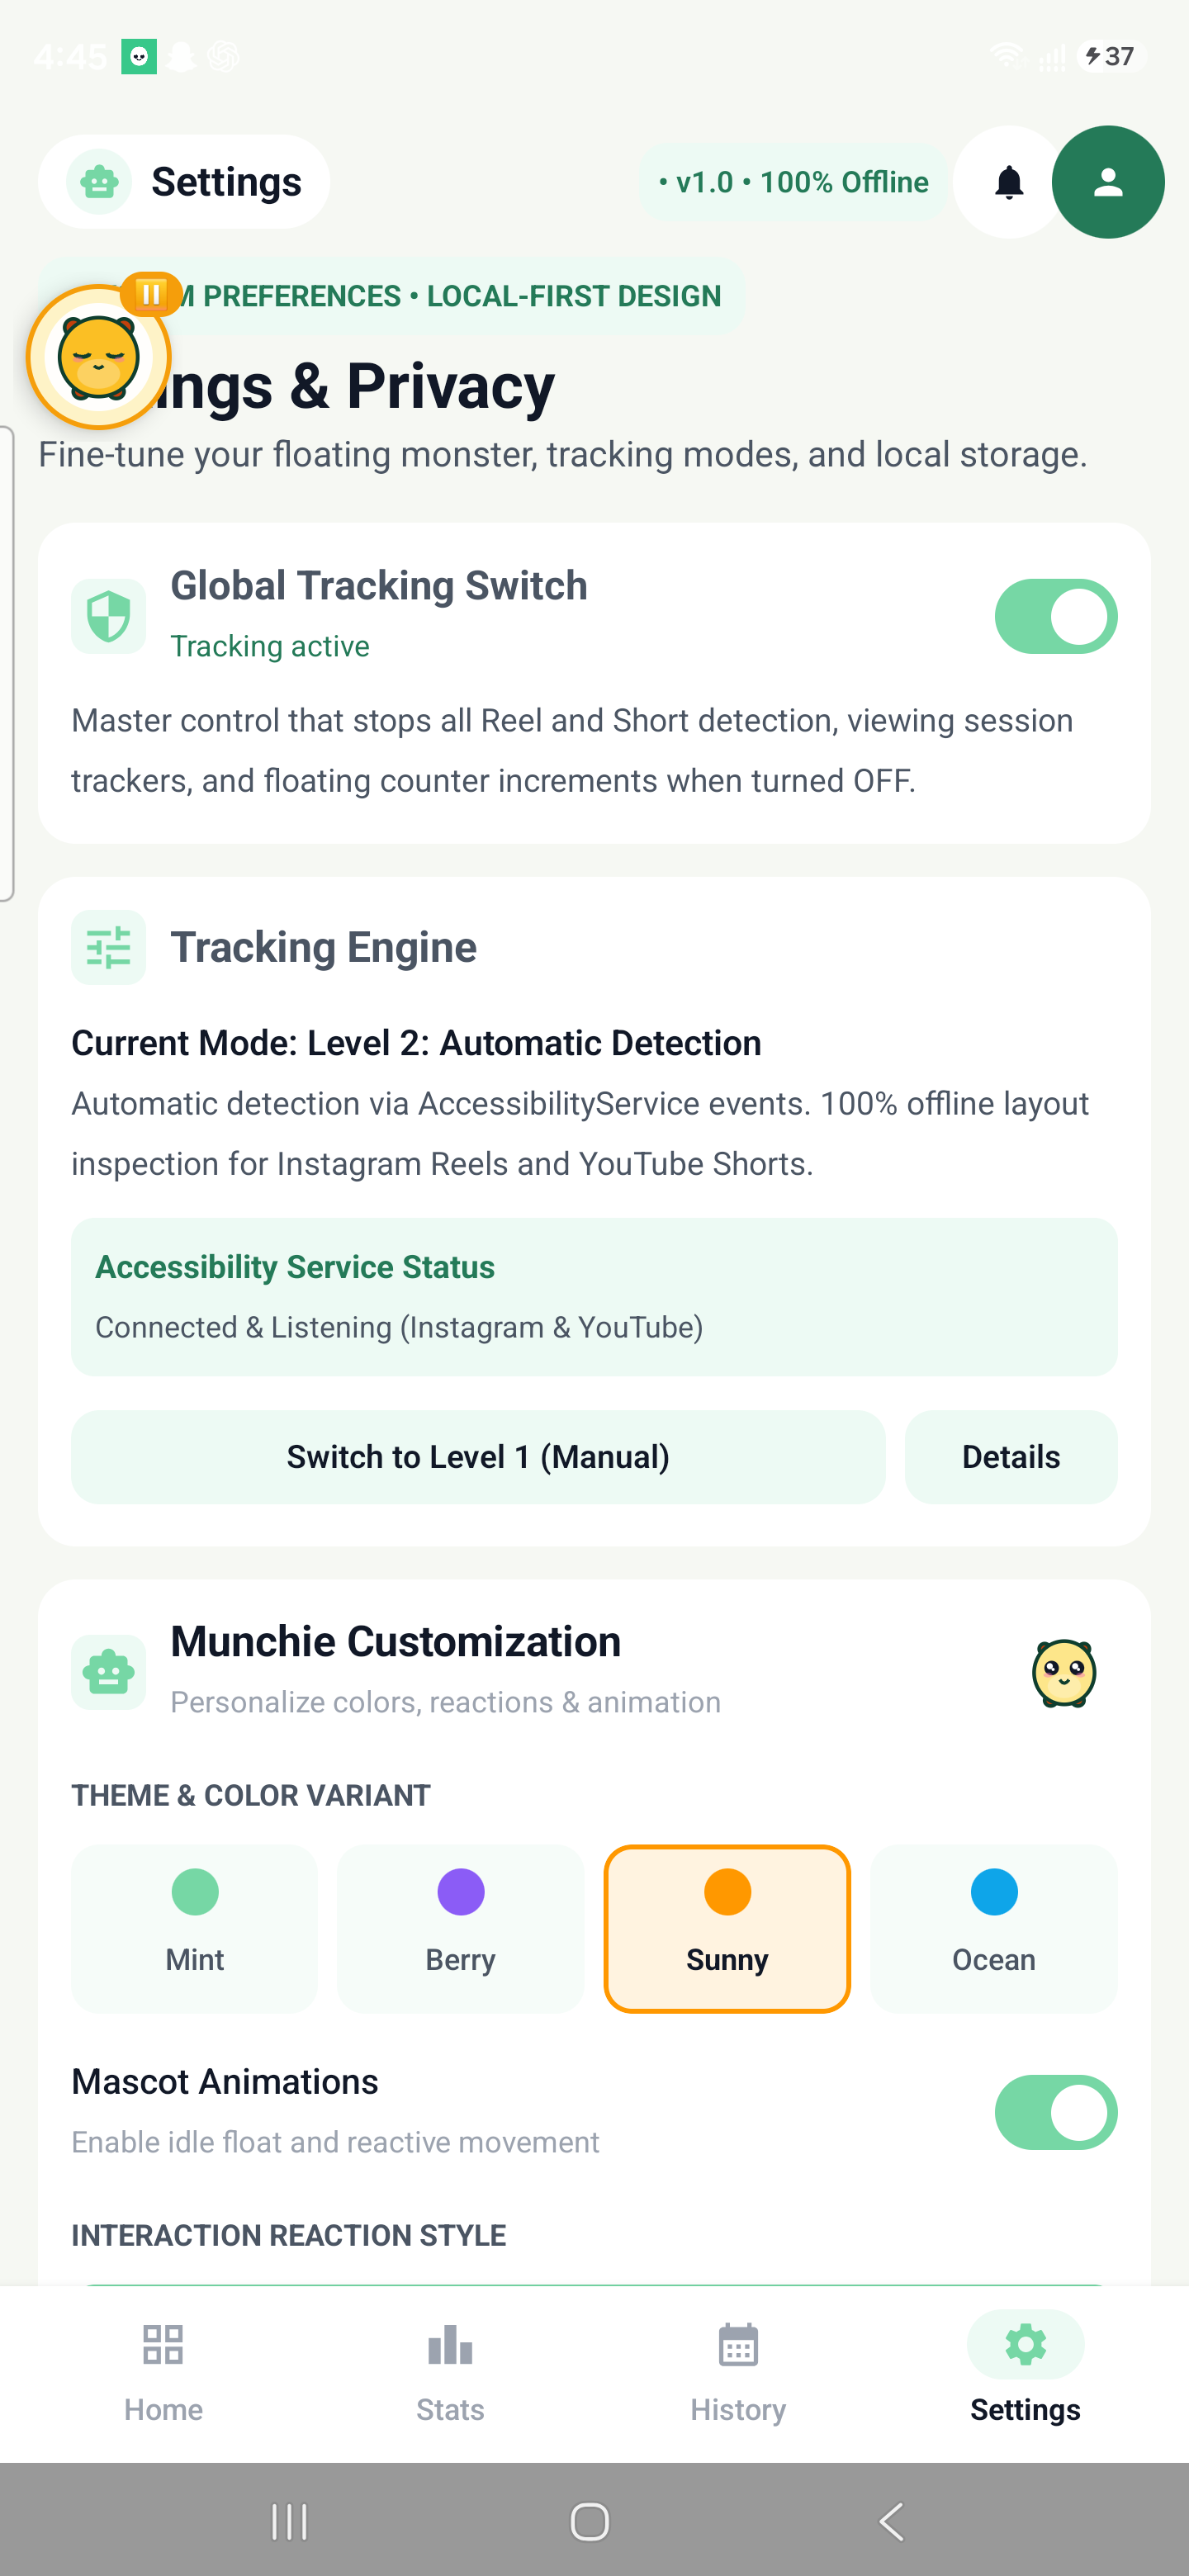 4:45
37
Settings
• v1.0 • 100% Offline
PREFERENCES • LOCAL-FIRST DESIGN
& Privacy
Fine-tune your floating monster, tracking modes, and local storage.
Global Tracking Switch
Tracking active
Master control that stops all Reel and Short detection, viewing session
trackers, and floating counter increments when turned OFF.
Tracking Engine
Current Mode: Level 2: Automatic Detection
Automatic detection via AccessibilityService events. 100% offline layout
inspection for Instagram Reels and YouTube Shorts.
Accessibility Service Status
Connected & Listening (Instagram & YouTube)
Switch to Level 1 (Manual)
Details
Munchie Customization
Personalize colors, reactions & animation
THEME & COLOR VARIANT
Mint
Berry
Sunny
Ocean
Mascot Animations
Enable idle float and reactive movement
INTERACTION REACTION STYLE
Home
Stats
History
Settings